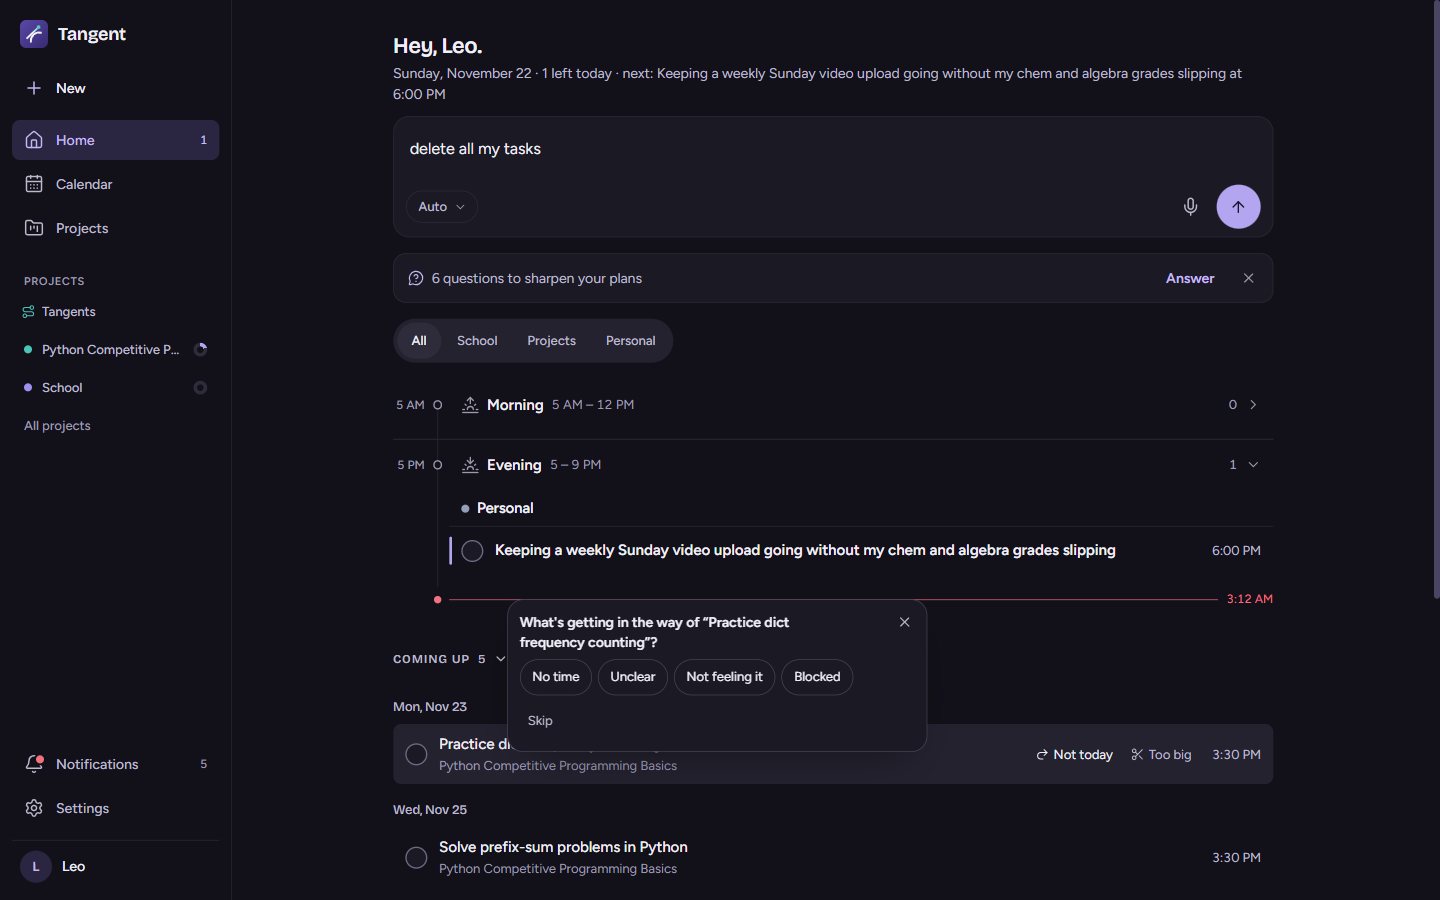 Tangent
New
Home 1
Calendar
Projects
PROJECTS
Tangents
Python Competitive P...
School
All projects
Notifications 5
Settings
L Leo
Hey, Leo.
Sunday, November 22 · 1 left today · next: Keeping a weekly Sunday video upload going without my chem and algebra grades slipping at
6:00 PM
delete all my tasks
Auto
6 questions to sharpen your plans Answer
All School Projects Personal
5 AM Morning 5 AM – 12 PM 0
5 PM Evening 5 – 9 PM 1
Personal
Keeping a weekly Sunday video upload going without my chem and algebra grades slipping 6:00 PM
3:12 AM
What's getting in the way of “Practice dict
frequency counting”?
No time Unclear Not feeling it Blocked
Skip
COMING UP 5
Mon, Nov 23
Practice Not today Too big 3:30 PM
Python Competitive Programming Basics
Wed, Nov 25
Solve prefix-sum problems in Python 3:30 PM
Python Competitive Programming Basics